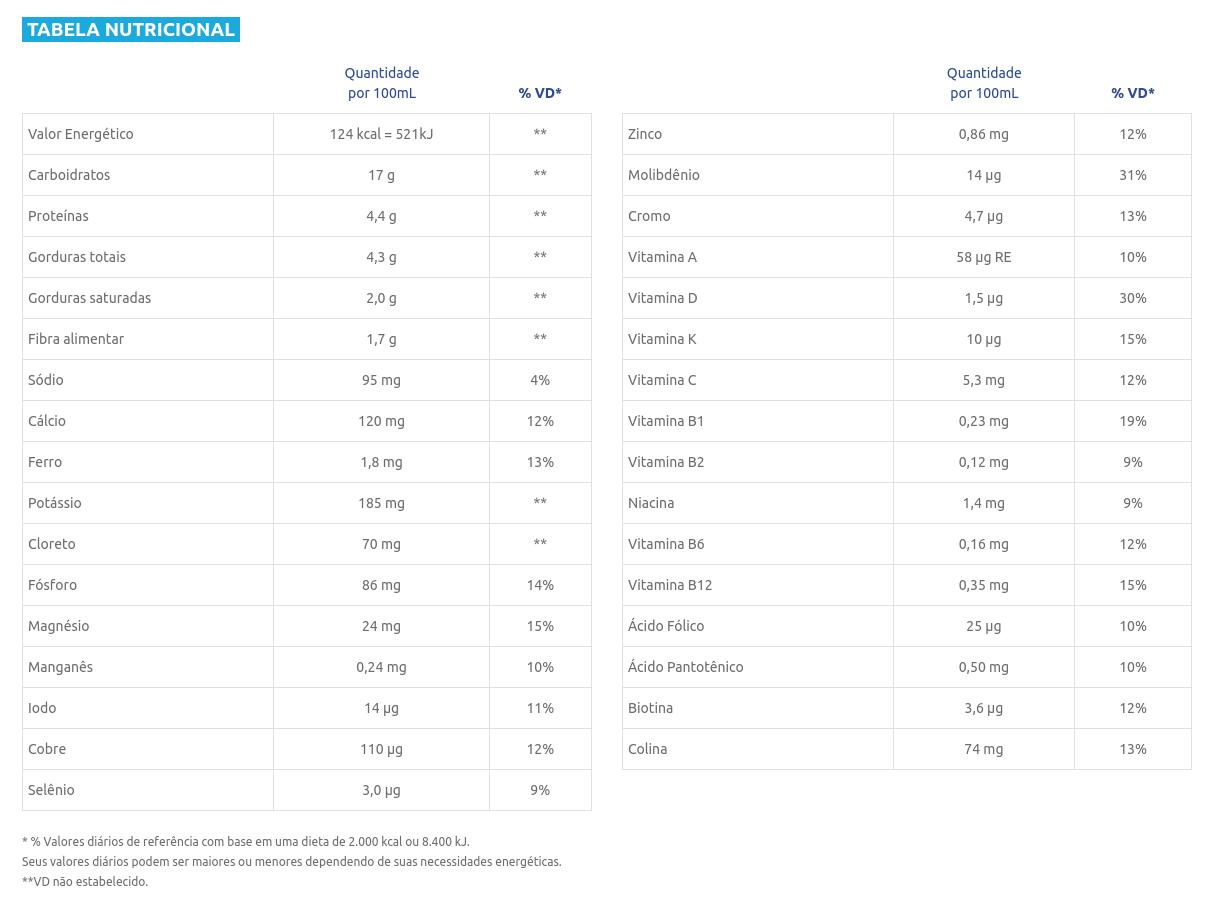 TABELA NUTRICIONAL
Quantidade
por 100mL % VD*
Valor Energético 124 kcal = 521kJ **
Carboidratos 17 g **
Proteínas 4,4 g **
Gorduras totais 4,3 g **
Gorduras saturadas 2,0 g **
Fibra alimentar 1,7 g **
Sódio 95 mg 4%
Cálcio 120 mg 12%
Ferro 1,8 mg 13%
Potássio 185 mg **
Cloreto 70 mg **
Fósforo 86 mg 14%
Magnésio 24 mg 15%
Manganês 0,24 mg 10%
Iodo 14 µg 11%
Cobre 110 µg 12%
Selênio 3,0 µg 9%
Quantidade
por 100mL % VD*
Zinco 0,86 mg 12%
Molibdênio 14 µg 31%
Cromo 4,7 µg 13%
Vitamina A 58 µg RE 10%
Vitamina D 1,5 µg 30%
Vitamina K 10 µg 15%
Vitamina C 5,3 mg 12%
Vitamina B1 0,23 mg 19%
Vitamina B2 0,12 mg 9%
Niacina 1,4 mg 9%
Vitamina B6 0,16 mg 12%
Vitamina B12 0,35 mg 15%
Ácido Fólico 25 µg 10%
Ácido Pantotênico 0,50 mg 10%
Biotina 3,6 µg 12%
Colina 74 mg 13%
* % Valores diários de referência com base em uma dieta de 2.000 kcal ou 8.400 kJ.
Seus valores diários podem ser maiores ou menores dependendo de suas necessidades energéticas.
**VD não estabelecido.